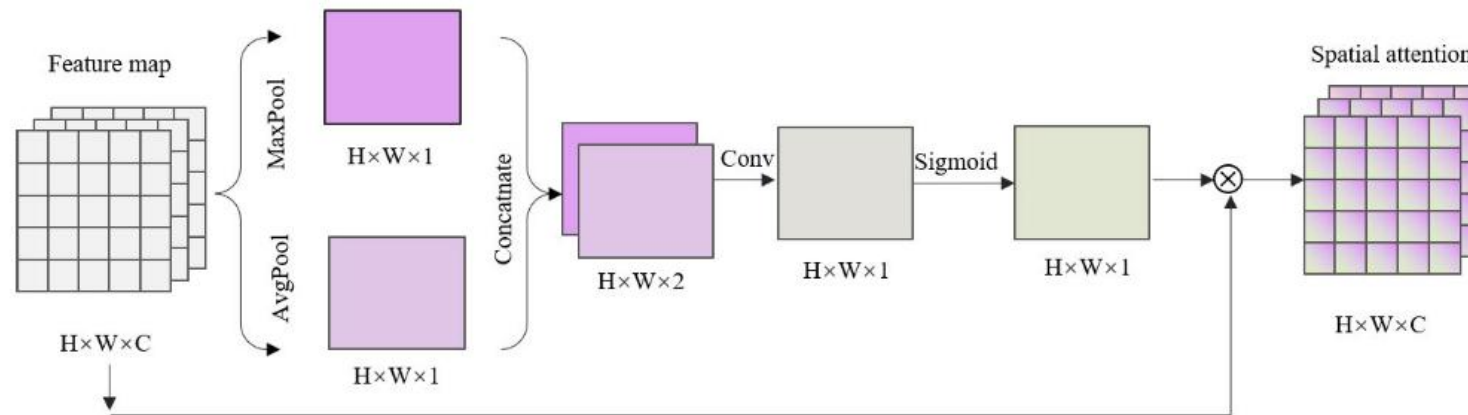 Feature map
H×W×C
MaxPool
AvgPool
H×W×1
H×W×1
Concatnate
H×W×2
Conv
H×W×1
Sigmoid
H×W×1
Spatial attention
H×W×C